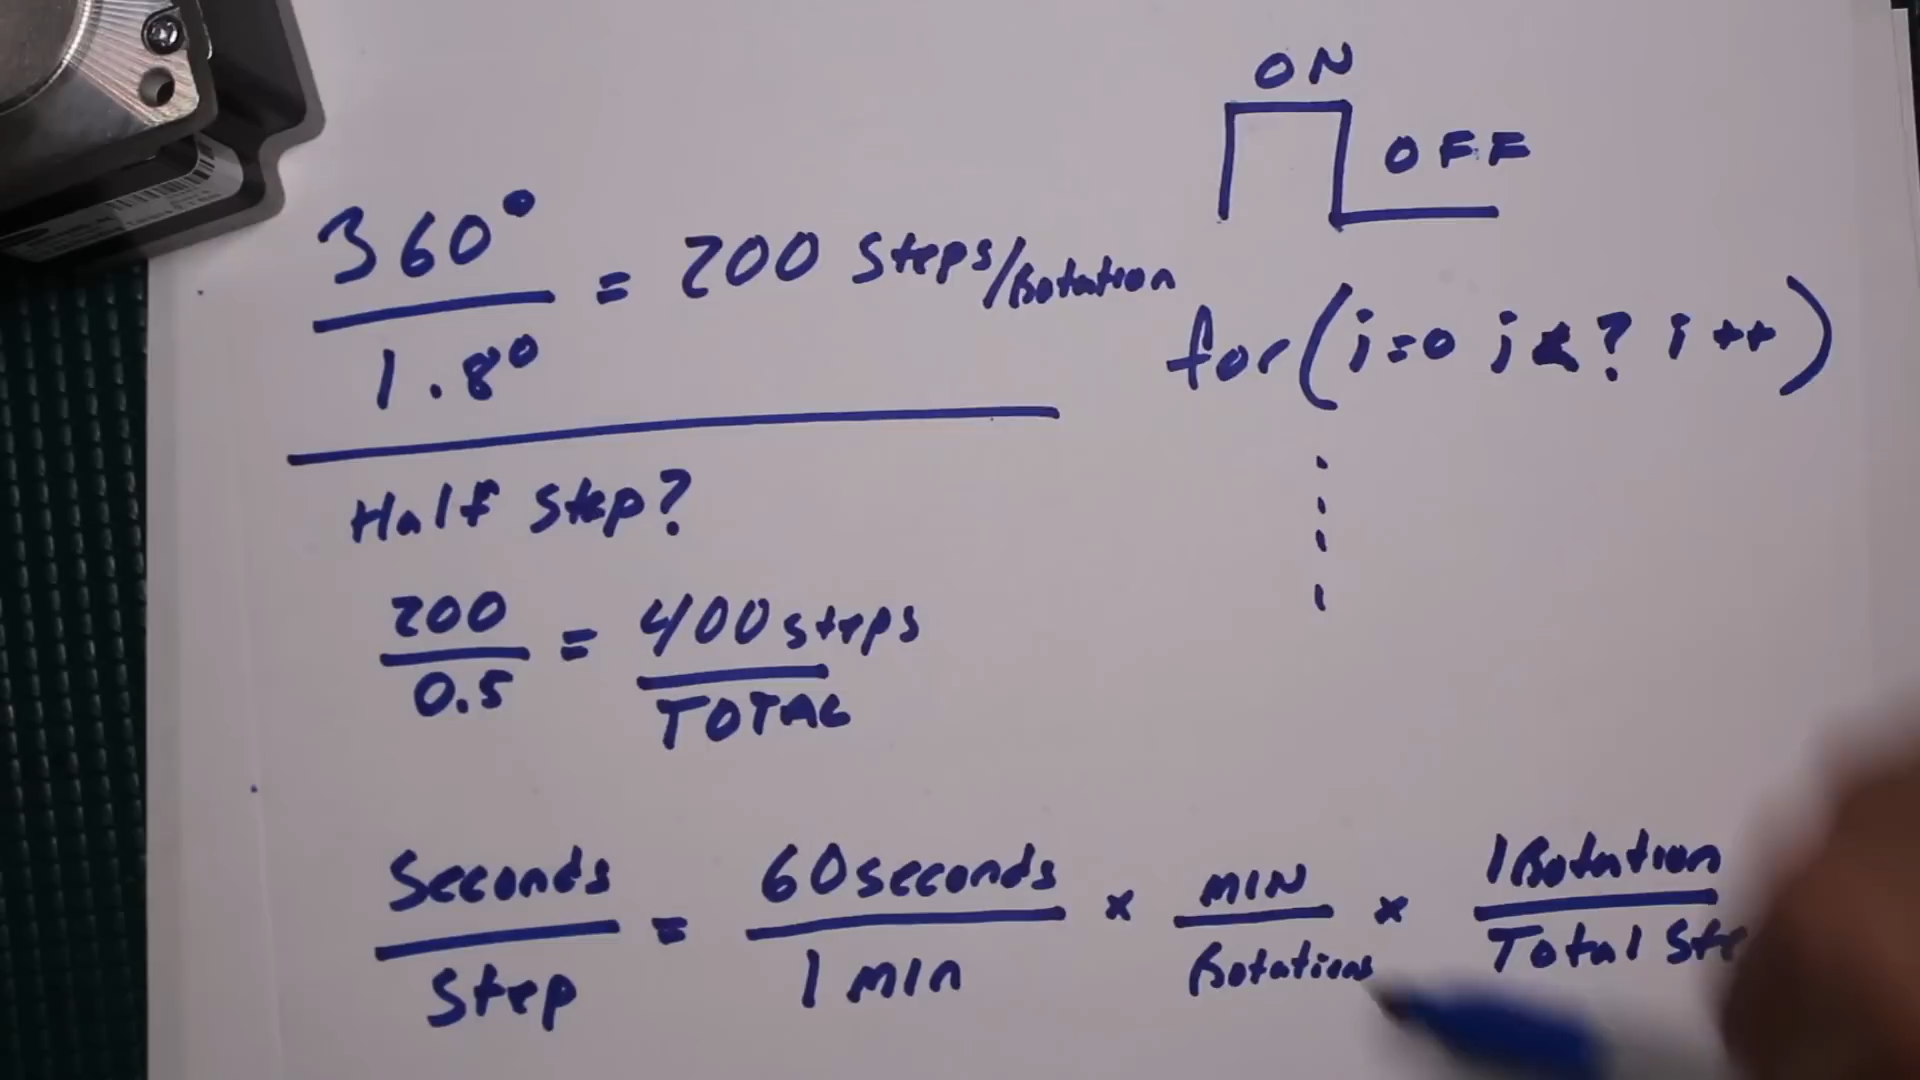 360°
1.8°
= 200 Steps/Rotation
Half Step?
200
0.5
= 400 steps
TOTAL
ON
OFF
for(i=0 i<? i++)
Seconds
Step
=
60 seconds
1 min
x
MIN
Rotations
x
1 Rotation
Total Ste